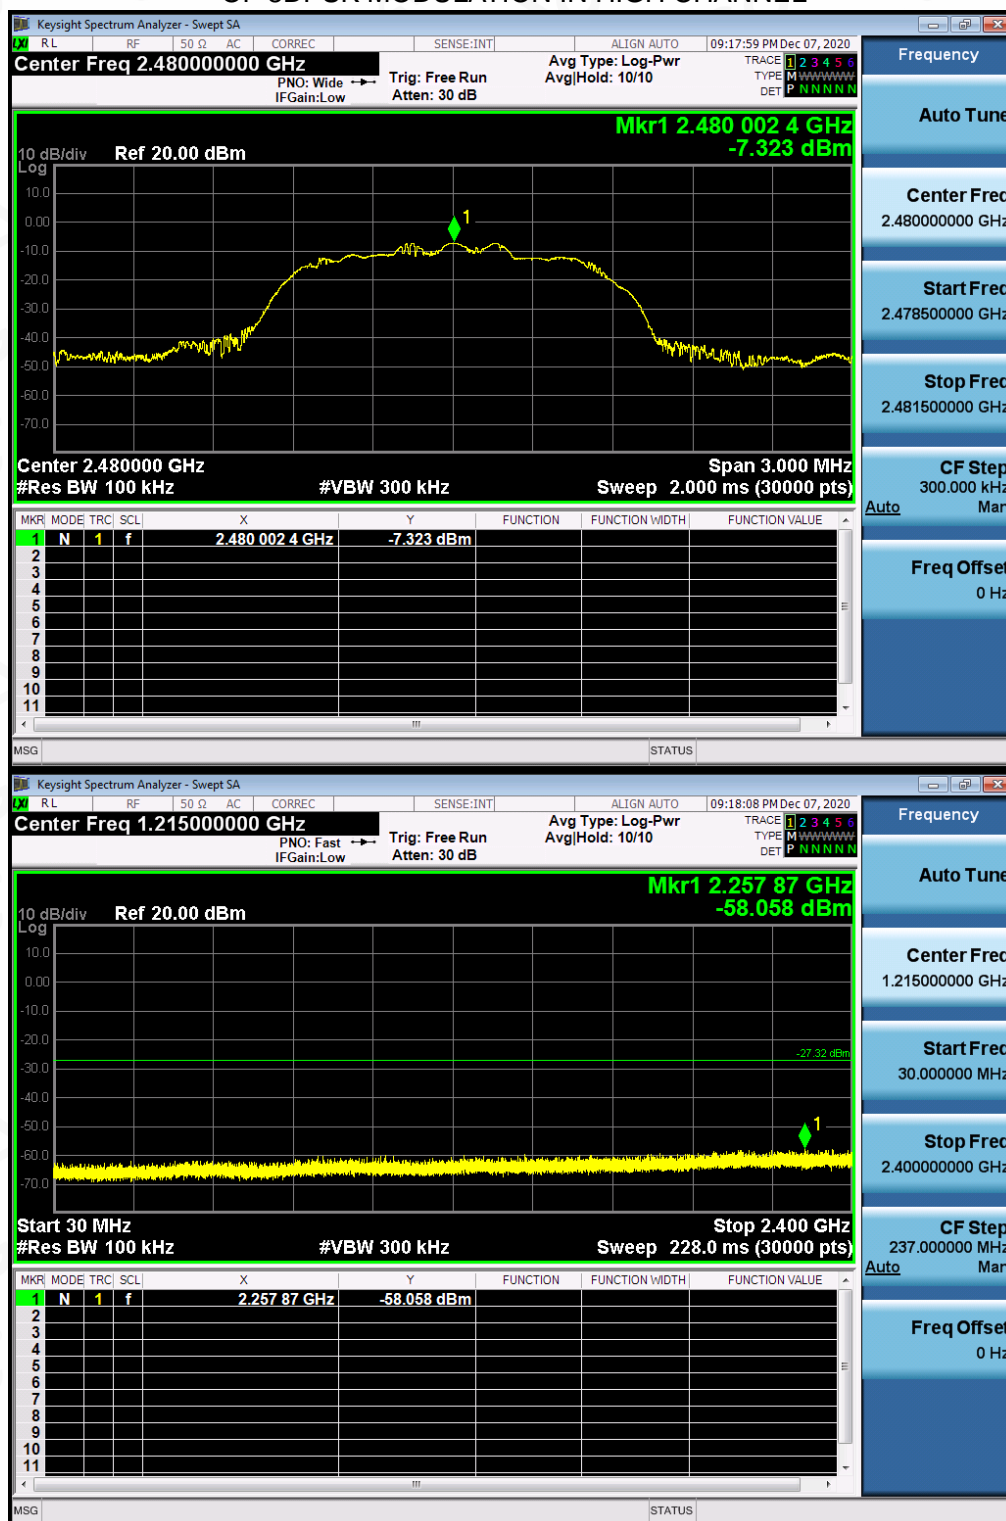 OF 8DPSK MODULATION IN HIGH CHANNEL
Keysight Spectrum Analyzer - Swept SA
LXI RL RF 50 Ω AC CORREC SENSE:INT ALIGN AUTO 09:17:59 PM Dec 07, 2020
Center Freq 2.480000000 GHz
PNO: Wide
IFGain:Low
Trig: Free Run
Atten: 30 dB
Avg Type: Log-Pwr
Avg|Hold: 10/10
TRACE 1 2 3 4 5 6
TYPE M WWWWW
DET P N N N N N
Mkr1 2.480 002 4 GHz
-7.323 dBm
10 dB/div Ref 20.00 dBm
Log
10.0
0.00
-10.0
-20.0
-30.0
-40.0
-50.0
-60.0
-70.0
1
Center 2.480000 GHz Span 3.000 MHz
#Res BW 100 kHz #VBW 300 kHz Sweep 2.000 ms (30000 pts)
MKR MODE TRC SCL X Y FUNCTION FUNCTION WIDTH FUNCTION VALUE
1 N 1 f 2.480 002 4 GHz -7.323 dBm
2
3
4
5
6
7
8
9
10
11
MSG STATUS
Frequency
Auto Tune
Center Freq
2.480000000 GHz
Start Freq
2.478500000 GHz
Stop Freq
2.481500000 GHz
CF Step
300.000 kHz
Auto Man
Freq Offset
0 Hz
Keysight Spectrum Analyzer - Swept SA
LXI RL RF 50 Ω AC CORREC SENSE:INT ALIGN AUTO 09:18:08 PM Dec 07, 2020
Center Freq 1.215000000 GHz
PNO: Fast
IFGain:Low
Trig: Free Run
Atten: 30 dB
Avg Type: Log-Pwr
Avg|Hold: 10/10
TRACE 1 2 3 4 5 6
TYPE M WWWWW
DET P N N N N N
Mkr1 2.257 87 GHz
-58.058 dBm
10 dB/div Ref 20.00 dBm
Log
10.0
0.00
-10.0
-20.0
-30.0
-40.0
-50.0
-60.0
-70.0
-27.32 dBm
1
Start 30 MHz Stop 2.400 GHz
#Res BW 100 kHz #VBW 300 kHz Sweep 228.0 ms (30000 pts)
MKR MODE TRC SCL X Y FUNCTION FUNCTION WIDTH FUNCTION VALUE
1 N 1 f 2.257 87 GHz -58.058 dBm
2
3
4
5
6
7
8
9
10
11
MSG STATUS
Frequency
Auto Tune
Center Freq
1.215000000 GHz
Start Freq
30.000000 MHz
Stop Freq
2.400000000 GHz
CF Step
237.000000 MHz
Auto Man
Freq Offset
0 Hz